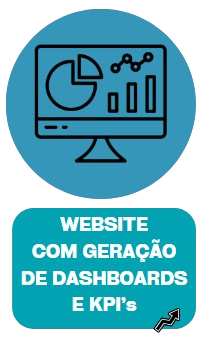 WEBSITE
COM GERAÇÃO
DE DASHBOARDS
E KPI's